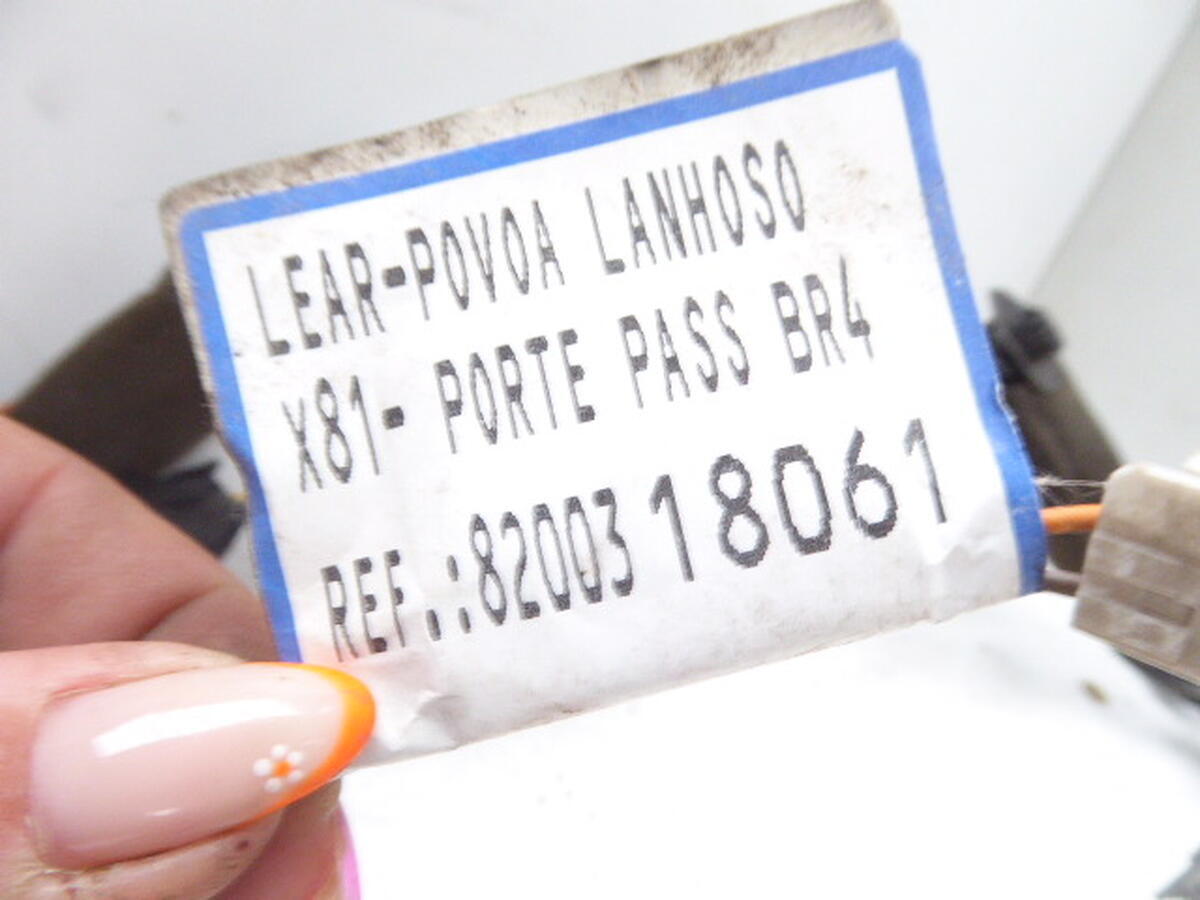 LEAR-POVOA LANHOSO
X81- PORTE PASS BR4
REF.:8200318061